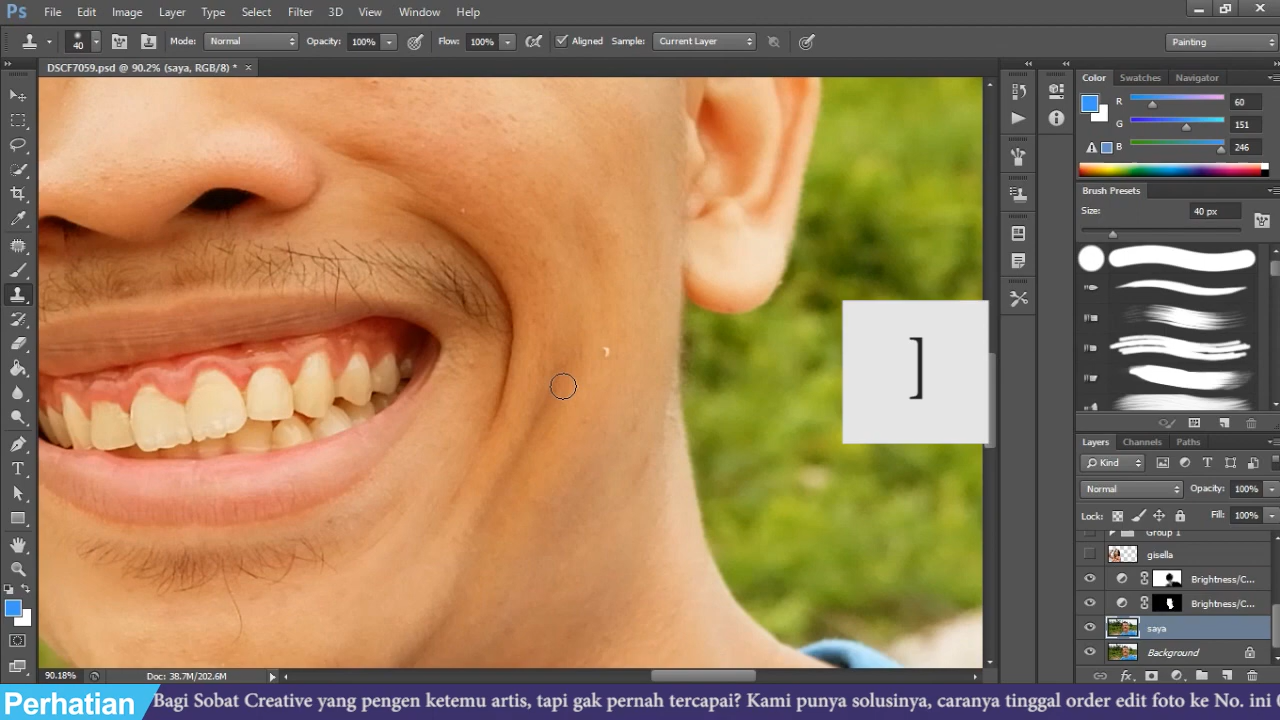 Ps File Edit Image Layer Type Select Filter 3D View Window Help
40 Mode: Normal Opacity: 100% Flow: 100% Aligned Sample: Current Layer Painting
DSCF7059.psd @ 90.2% (saya, RGB/8) * ×
Color Swatches Navigator
R 60
G 151
B 246
Brush Presets
Size: 40 px
]
Layers Channels Paths
Kind
Normal Opacity: 100%
Lock: Fill: 100%
Group 1
gisella
Brightness/C...
Brightness/C...
saya
Background
90.18% Doc: 38.7M/202.6M
Perhatian Bagi Sobat Creative yang pengen ketemu artis, tapi gak pernah tercapai? Kami punya solusinya, caranya tinggal order edit foto ke No. ini